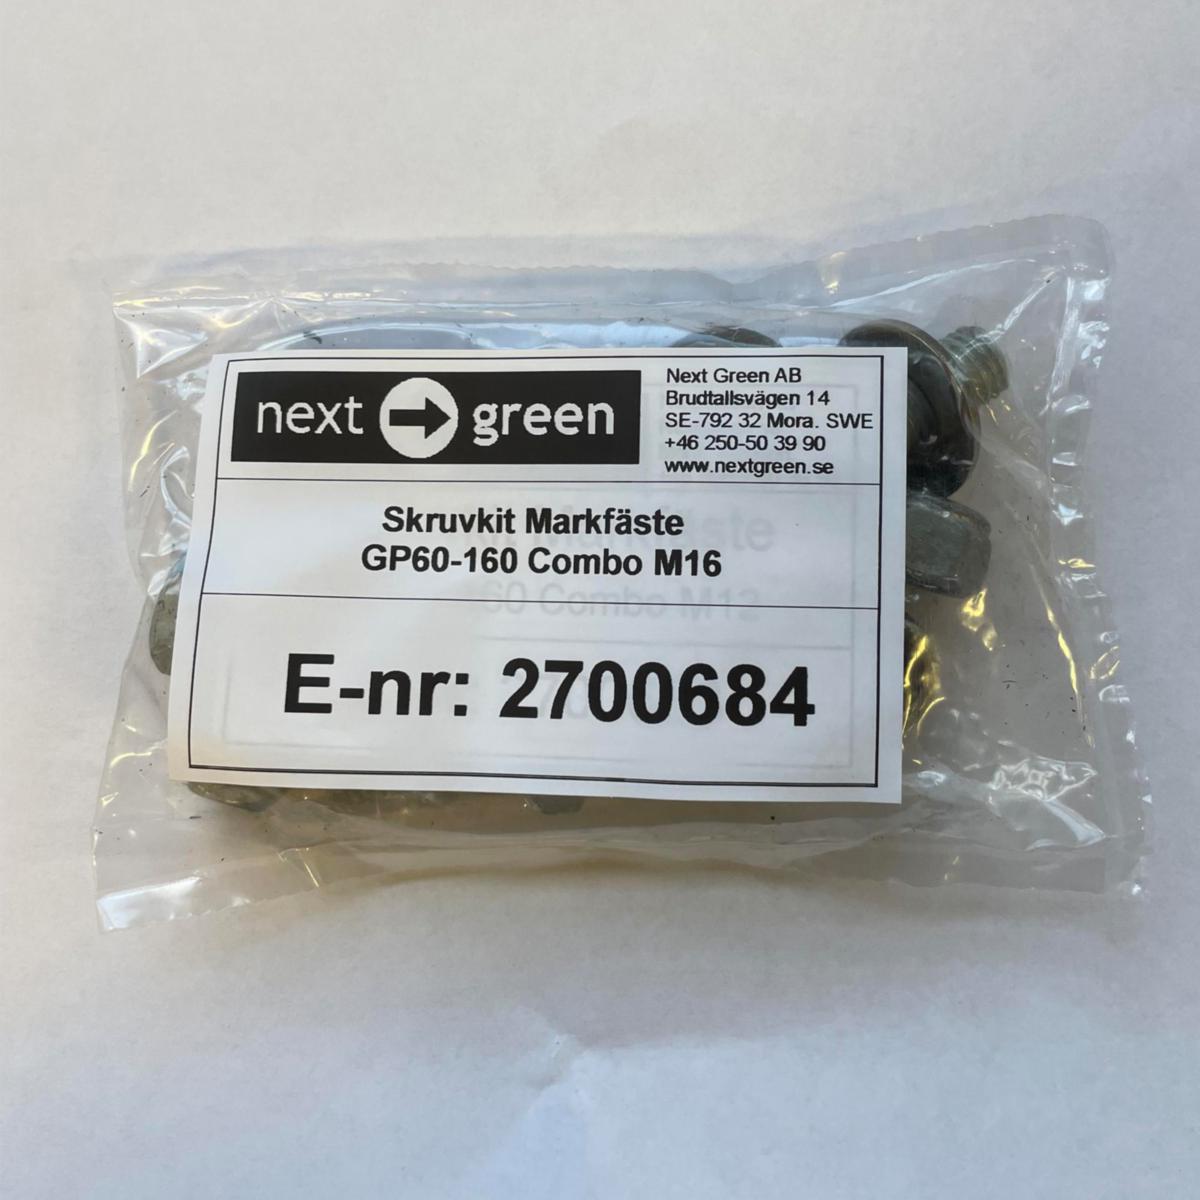 next green
Next Green AB
Brudtallsvägen 14
SE-792 32 Mora. SWE
+46 250-50 39 90
www.nextgreen.se
Skruvkit Markfäste
GP60-160 Combo M16
E-nr: 2700684